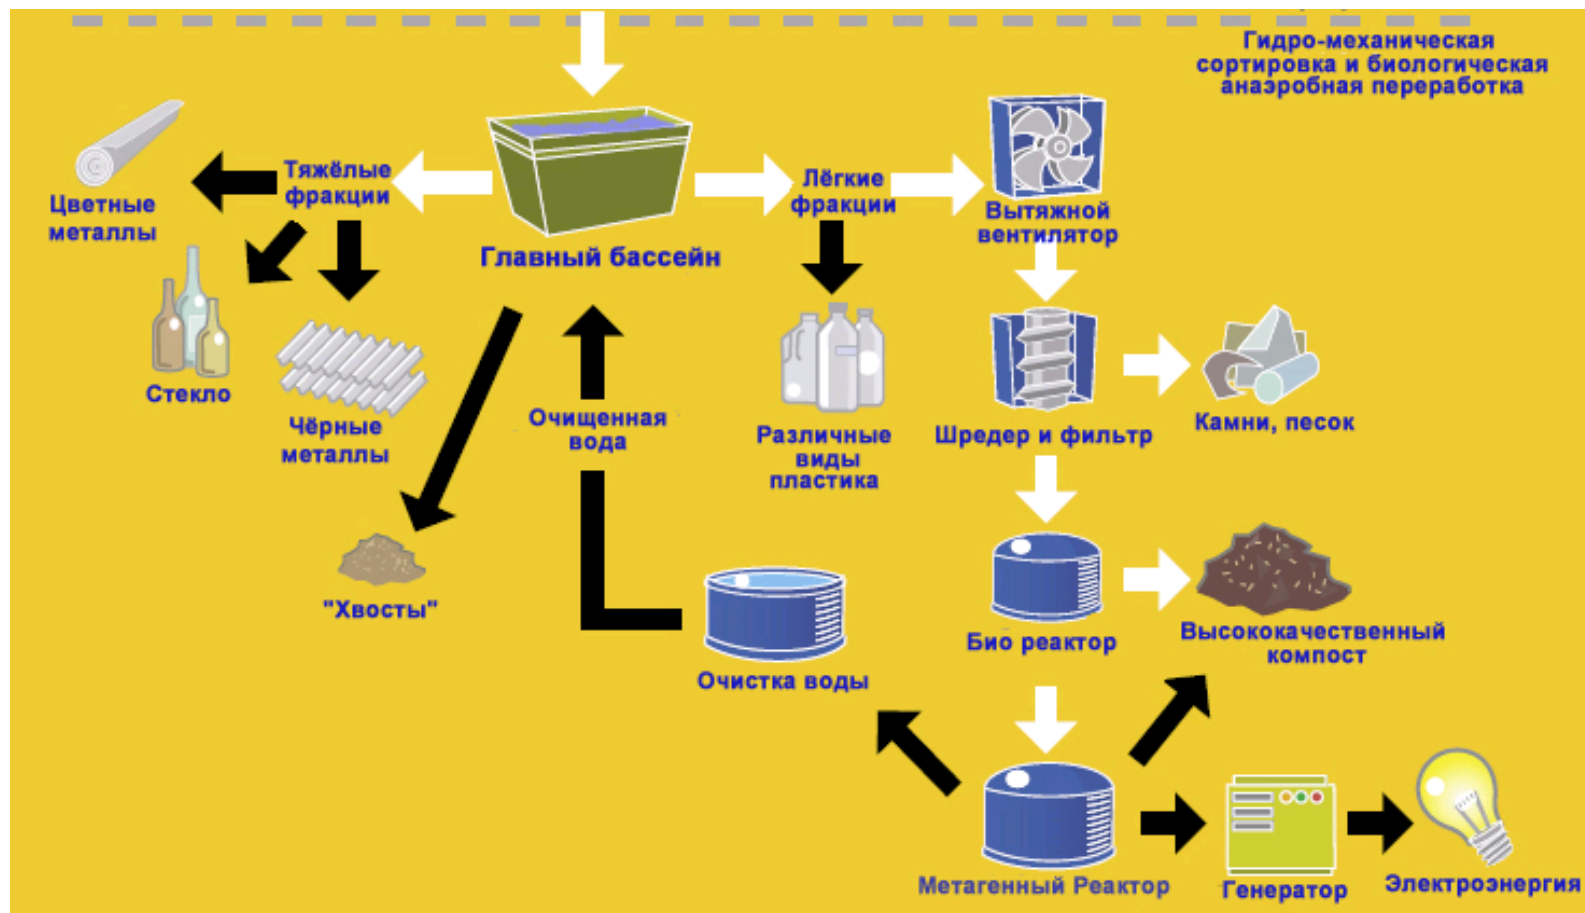 Гидро-механическая
сортировка и биологическая
анаэробная переработка
Тяжёлые
фракции
Лёгкие
фракции
Цветные
металлы
Вытяжной
вентилятор
Главный бассейн
Стекло
Чёрные
металлы
Очищенная
вода
Различные
виды
пластика
Шредер и фильтр
Камни, песок
"Хвосты"
Очистка воды
Био реактор
Высококачественный
компост
Метагенный Реактор
Генератор
Электроэнергия